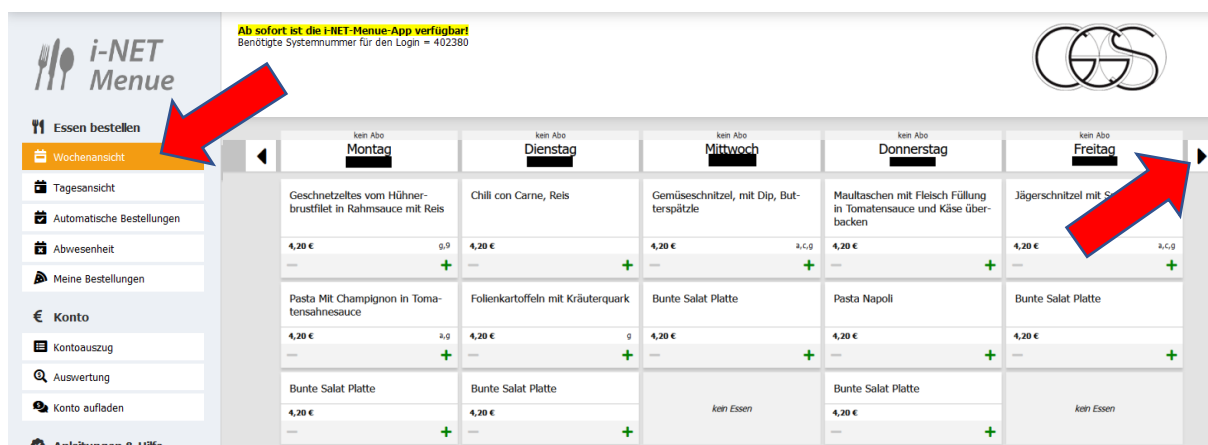 i-NET
Menue
Ab sofort ist die i-NET-Menue-App verfügbar!
Benötigte Systemnummer für den Login = 402380
GGS
Essen bestellen
Wochenansicht
Tagesansicht
Automatische Bestellungen
Abwesenheit
Meine Bestellungen
€ Konto
Kontoauszug
Auswertung
Konto aufladen
kein Abo
Montag
kein Abo
Dienstag
kein Abo
Mittwoch
kein Abo
Donnerstag
kein Abo
Freitag
Geschnetzeltes vom Hühner-
brustfilet in Rahmsauce mit Reis
4,20 € g,9
− +
Chili con Carne, Reis
4,20 €
− +
Gemüseschnitzel, mit Dip, But-
terspätzle
4,20 € a,c,g
− +
Maultaschen mit Fleisch Füllung
in Tomatensauce und Käse über-
backen
4,20 €
− +
Jägerschnitzel mit
4,20 € a,c,g
− +
Pasta Mit Champignon in Toma-
tensahnesauce
4,20 € a,g
− +
Folienkartoffeln mit Kräuterquark
4,20 € g
− +
Bunte Salat Platte
4,20 €
− +
Pasta Napoli
4,20 €
− +
Bunte Salat Platte
4,20 €
− +
Bunte Salat Platte
4,20 €
− +
Bunte Salat Platte
4,20 €
− +
kein Essen
Bunte Salat Platte
4,20 €
− +
kein Essen